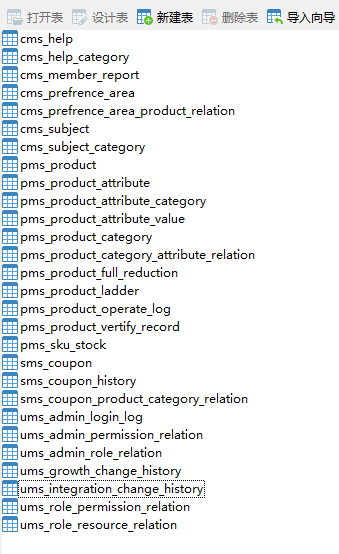 打开表 设计表 新建表 删除表 导入向导
cms_help
cms_help_category
cms_member_report
cms_prefrence_area
cms_prefrence_area_product_relation
cms_subject
cms_subject_category
pms_product
pms_product_attribute
pms_product_attribute_category
pms_product_attribute_value
pms_product_category
pms_product_category_attribute_relation
pms_product_full_reduction
pms_product_ladder
pms_product_operate_log
pms_product_vertify_record
pms_sku_stock
sms_coupon
sms_coupon_history
sms_coupon_product_category_relation
ums_admin_login_log
ums_admin_permission_relation
ums_admin_role_relation
ums_growth_change_history
ums_integration_change_history
ums_role_permission_relation
ums_role_resource_relation